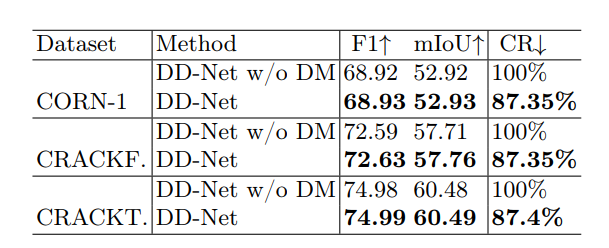 Dataset Method F1↑ mIoU↑ CR↓
DD-Net w/o DM 68.92 52.92 100%
CORN-1 DD-Net 68.93 52.93 87.35%
DD-Net w/o DM 72.59 57.71 100%
CRACKF. DD-Net 72.63 57.76 87.35%
DD-Net w/o DM 74.98 60.48 100%
CRACKT. DD-Net 74.99 60.49 87.4%